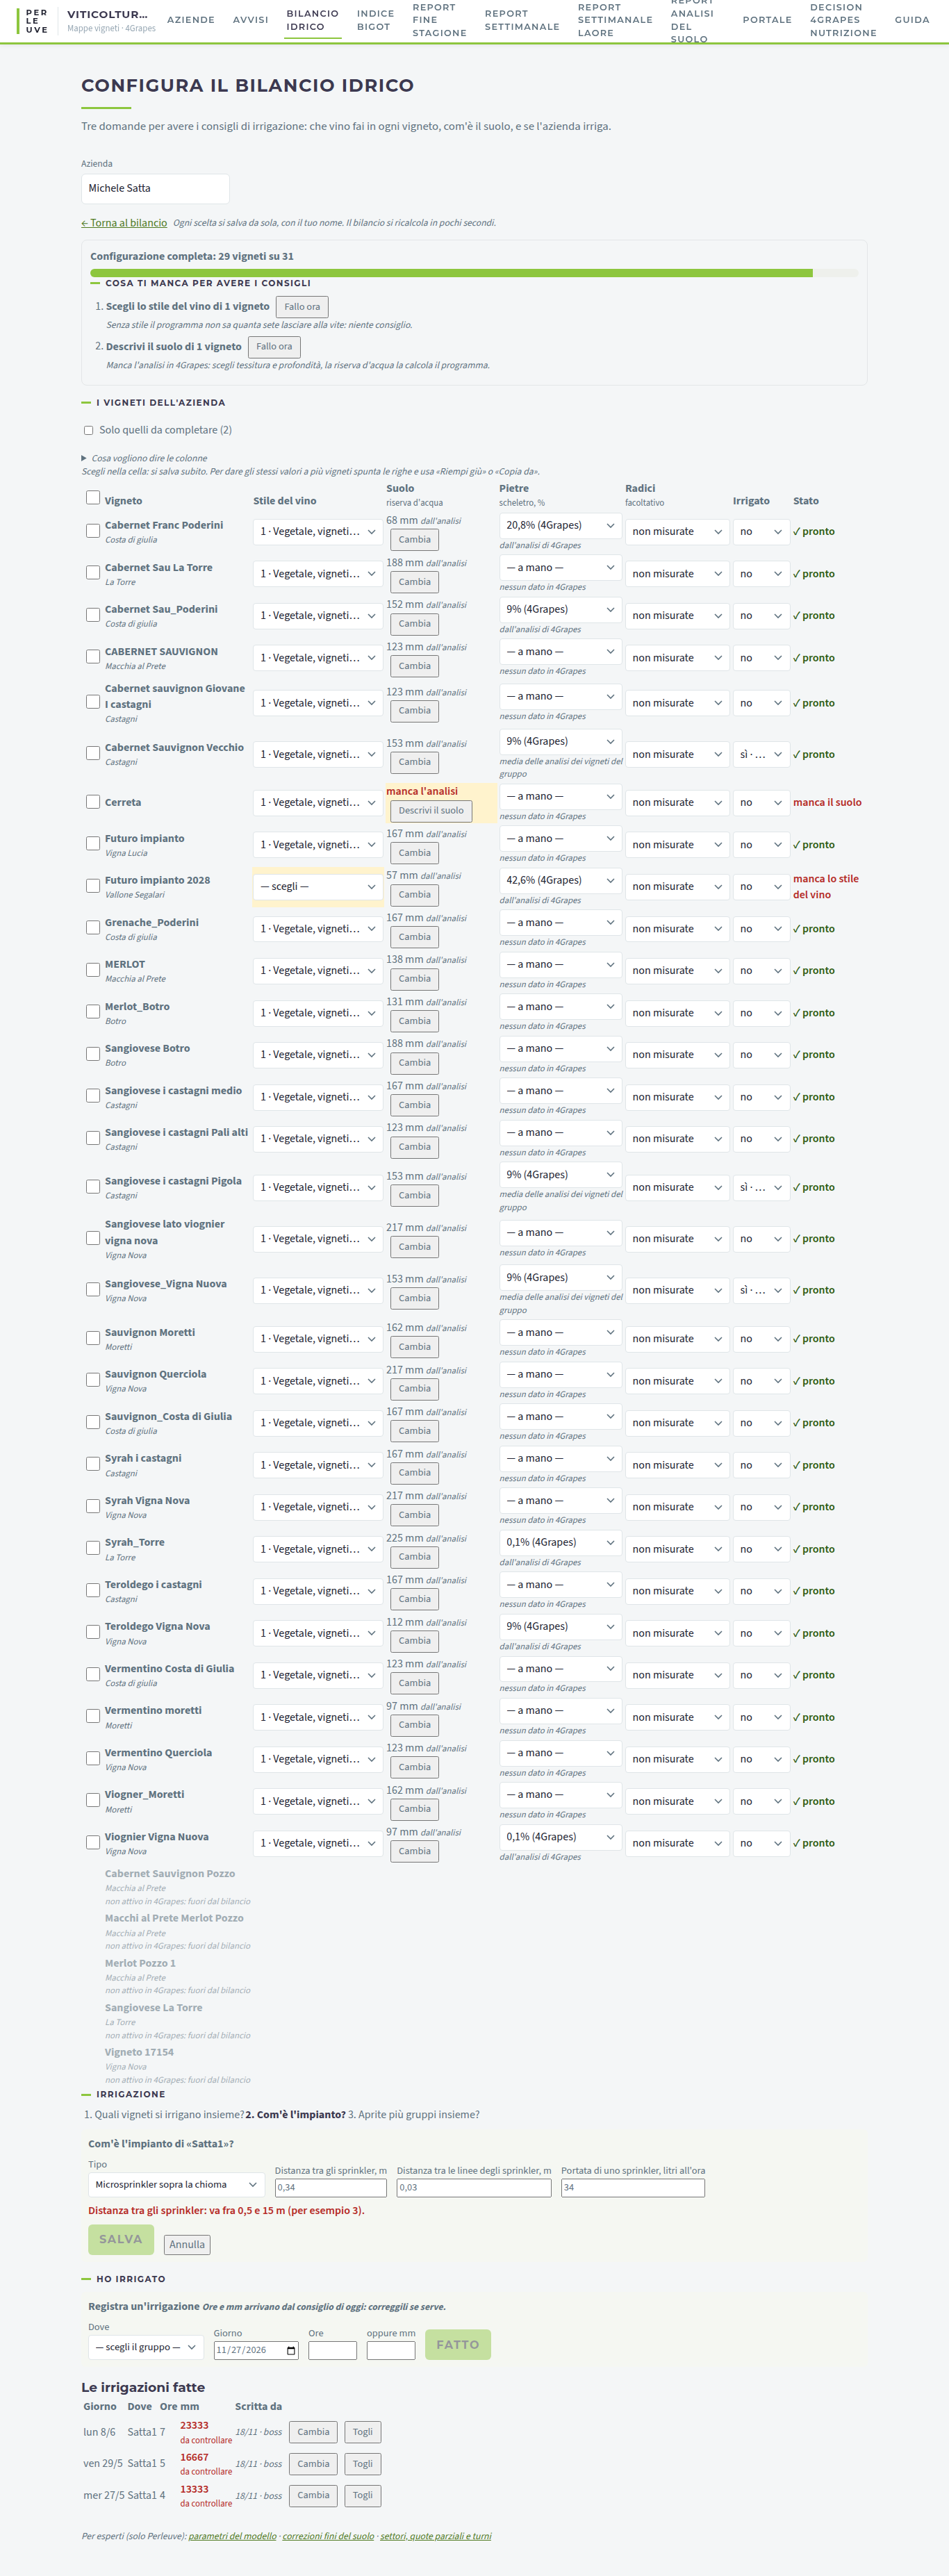 PER
LE
UVE
VITICOLTUR...
Mappe vigneti · 4Grapes
AZIENDE
AVVISI
BILANCIO
IDRICO
INDICE
BIGOT
REPORT
FINE
STAGIONE
REPORT
SETTIMANALE
REPORT
SETTIMANALE
LAORE
REPORT
ANALISI
DEL
SUOLO
PORTALE
DECISION
4GRAPES
NUTRIZIONE
GUIDA
CONFIGURA IL BILANCIO IDRICO
Tre domande per avere i consigli di irrigazione: che vino fai in ogni vigneto, com'è il suolo, e se l'azienda irriga.
Azienda
Michele Satta
← Torna al bilancio Ogni scelta si salva da sola, con il tuo nome. Il bilancio si ricalcola in pochi secondi.
Configurazione completa: 29 vigneti su 31
COSA TI MANCA PER AVERE I CONSIGLI
1. Scegli lo stile del vino di 1 vigneto Fallo ora
Senza stile il programma non sa quanta sete lasciare alla vite: niente consiglio.
2. Descrivi il suolo di 1 vigneto Fallo ora
Manca l'analisi in 4Grapes: scegli tessitura e profondità, la riserva d'acqua la calcola il programma.
I VIGNETI DELL'AZIENDA
Solo quelli da completare (2)
Cosa vogliono dire le colonne
Scegli nella cella: si salva subito. Per dare gli stessi valori a più vigneti spunta le righe e usa «Riempi giù» o «Copia da».
Vigneto Stile del vino Suolo riserva d'acqua Pietre scheletro, % Radici facoltativo Irrigato Stato
Cabernet Franc Poderini Costa di giulia 1 · Vegetale, vigneti... 68 mm dall'analisi Cambia 20,8% (4Grapes) dall'analisi di 4Grapes non misurate no ✓ pronto
Cabernet Sau La Torre La Torre 1 · Vegetale, vigneti... 188 mm dall'analisi Cambia — a mano — nessun dato in 4Grapes non misurate no ✓ pronto
Cabernet Sau_Poderini Costa di giulia 1 · Vegetale, vigneti... 152 mm dall'analisi Cambia 9% (4Grapes) dall'analisi di 4Grapes non misurate no ✓ pronto
CABERNET SAUVIGNON Macchia al Prete 1 · Vegetale, vigneti... 123 mm dall'analisi Cambia — a mano — nessun dato in 4Grapes non misurate no ✓ pronto
Cabernet sauvignon Giovane I castagni Castagni 1 · Vegetale, vigneti... 123 mm dall'analisi Cambia — a mano — nessun dato in 4Grapes non misurate no ✓ pronto
Cabernet Sauvignon Vecchio Castagni 1 · Vegetale, vigneti... 153 mm dall'analisi Cambia 9% (4Grapes) media delle analisi dei vigneti del gruppo non misurate sì · ... ✓ pronto
Cerreta 1 · Vegetale, vigneti... manca l'analisi Descrivi il suolo — a mano — nessun dato in 4Grapes non misurate no manca il suolo
Futuro impianto Vigna Lucia 1 · Vegetale, vigneti... 167 mm dall'analisi Cambia — a mano — nessun dato in 4Grapes non misurate no ✓ pronto
Futuro impianto 2028 Vallone Segalari — scegli — 57 mm dall'analisi Cambia 42,6% (4Grapes) dall'analisi di 4Grapes non misurate no manca lo stile del vino
Grenache_Poderini Costa di giulia 1 · Vegetale, vigneti... 167 mm dall'analisi Cambia — a mano — nessun dato in 4Grapes non misurate no ✓ pronto
MERLOT Macchia al Prete 1 · Vegetale, vigneti... 138 mm dall'analisi Cambia — a mano — nessun dato in 4Grapes non misurate no ✓ pronto
Merlot_Botro Botro 1 · Vegetale, vigneti... 131 mm dall'analisi Cambia — a mano — nessun dato in 4Grapes non misurate no ✓ pronto
Sangiovese Botro Botro 1 · Vegetale, vigneti... 188 mm dall'analisi Cambia — a mano — nessun dato in 4Grapes non misurate no ✓ pronto
Sangiovese i castagni medio Castagni 1 · Vegetale, vigneti... 167 mm dall'analisi Cambia — a mano — nessun dato in 4Grapes non misurate no ✓ pronto
Sangiovese i castagni Pali alti Castagni 1 · Vegetale, vigneti... 123 mm dall'analisi Cambia — a mano — nessun dato in 4Grapes non misurate no ✓ pronto
Sangiovese i castagni Pigola Castagni 1 · Vegetale, vigneti... 153 mm dall'analisi Cambia 9% (4Grapes) media delle analisi dei vigneti del gruppo non misurate sì · ... ✓ pronto
Sangiovese lato viognier vigna nova Vigna Nova 1 · Vegetale, vigneti... 217 mm dall'analisi Cambia — a mano — nessun dato in 4Grapes non misurate no ✓ pronto
Sangiovese_Vigna Nuova Vigna Nova 1 · Vegetale, vigneti... 153 mm dall'analisi Cambia 9% (4Grapes) media delle analisi dei vigneti del gruppo non misurate sì · ... ✓ pronto
Sauvignon Moretti Moretti 1 · Vegetale, vigneti... 162 mm dall'analisi Cambia — a mano — nessun dato in 4Grapes non misurate no ✓ pronto
Sauvignon Querciola Vigna Nova 1 · Vegetale, vigneti... 217 mm dall'analisi Cambia — a mano — nessun dato in 4Grapes non misurate no ✓ pronto
Sauvignon_Costa di Giulia Costa di giulia 1 · Vegetale, vigneti... 167 mm dall'analisi Cambia — a mano — nessun dato in 4Grapes non misurate no ✓ pronto
Syrah i castagni Castagni 1 · Vegetale, vigneti... 167 mm dall'analisi Cambia — a mano — nessun dato in 4Grapes non misurate no ✓ pronto
Syrah Vigna Nova Vigna Nova 1 · Vegetale, vigneti... 217 mm dall'analisi Cambia — a mano — nessun dato in 4Grapes non misurate no ✓ pronto
Syrah_Torre La Torre 1 · Vegetale, vigneti... 225 mm dall'analisi Cambia 0,1% (4Grapes) dall'analisi di 4Grapes non misurate no ✓ pronto
Teroldego i castagni Castagni 1 · Vegetale, vigneti... 167 mm dall'analisi Cambia — a mano — nessun dato in 4Grapes non misurate no ✓ pronto
Teroldego Vigna Nova Vigna Nova 1 · Vegetale, vigneti... 112 mm dall'analisi Cambia 9% (4Grapes) dall'analisi di 4Grapes non misurate no ✓ pronto
Vermentino Costa di Giulia Costa di giulia 1 · Vegetale, vigneti... 123 mm dall'analisi Cambia — a mano — nessun dato in 4Grapes non misurate no ✓ pronto
Vermentino moretti Moretti 1 · Vegetale, vigneti... 97 mm dall'analisi Cambia — a mano — nessun dato in 4Grapes non misurate no ✓ pronto
Vermentino Querciola Vigna Nova 1 · Vegetale, vigneti... 123 mm dall'analisi Cambia — a mano — nessun dato in 4Grapes non misurate no ✓ pronto
Viogner_Moretti Moretti 1 · Vegetale, vigneti... 162 mm dall'analisi Cambia — a mano — nessun dato in 4Grapes non misurate no ✓ pronto
Viognier Vigna Nuova Vigna Nova 1 · Vegetale, vigneti... 97 mm dall'analisi Cambia 0,1% (4Grapes) dall'analisi di 4Grapes non misurate no ✓ pronto
Cabernet Sauvignon Pozzo
Macchia al Prete
non attivo in 4Grapes: fuori dal bilancio
Macchi al Prete Merlot Pozzo
Macchia al Prete
non attivo in 4Grapes: fuori dal bilancio
Merlot Pozzo 1
Macchia al Prete
non attivo in 4Grapes: fuori dal bilancio
Sangiovese La Torre
La Torre
non attivo in 4Grapes: fuori dal bilancio
Vigneto 17154
Vigna Nova
non attivo in 4Grapes: fuori dal bilancio
IRRIGAZIONE
1. Quali vigneti si irrigano insieme? 2. Com'è l'impianto? 3. Aprite più gruppi insieme?
Com'è l'impianto di «Satta1»?
Tipo Distanza tra gli sprinkler, m Distanza tra le linee degli sprinkler, m Portata di uno sprinkler, litri all'ora
Microsprinkler sopra la chioma 0,34 0,03 34
Distanza tra gli sprinkler: va fra 0,5 e 15 m (per esempio 3).
SALVA Annulla
HO IRRIGATO
Registra un'irrigazione Ore e mm arrivano dal consiglio di oggi: correggili se serve.
Dove Giorno Ore oppure mm
— scegli il gruppo — 11/27/2026 FATTO
Le irrigazioni fatte
Giorno Dove Ore mm Scritta da
lun 8/6 Satta1 7 23333 da controllare 18/11 · boss Cambia Togli
ven 29/5 Satta1 5 16667 da controllare 18/11 · boss Cambia Togli
mer 27/5 Satta1 4 13333 da controllare 18/11 · boss Cambia Togli
Per esperti (solo Perleuve): parametri del modello · correzioni fini del suolo · settori, quote parziali e turni